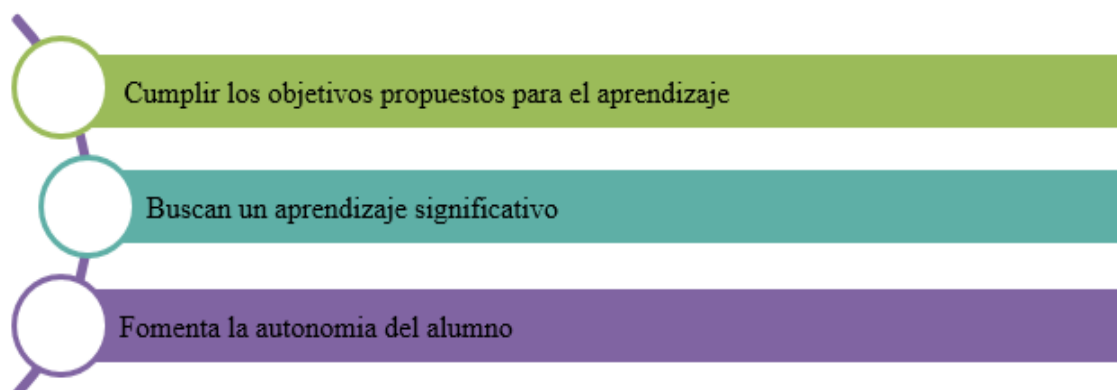 Cumplir los objetivos propuestos para el aprendizaje
Buscan un aprendizaje significativo
Fomenta la autonomia del alumno